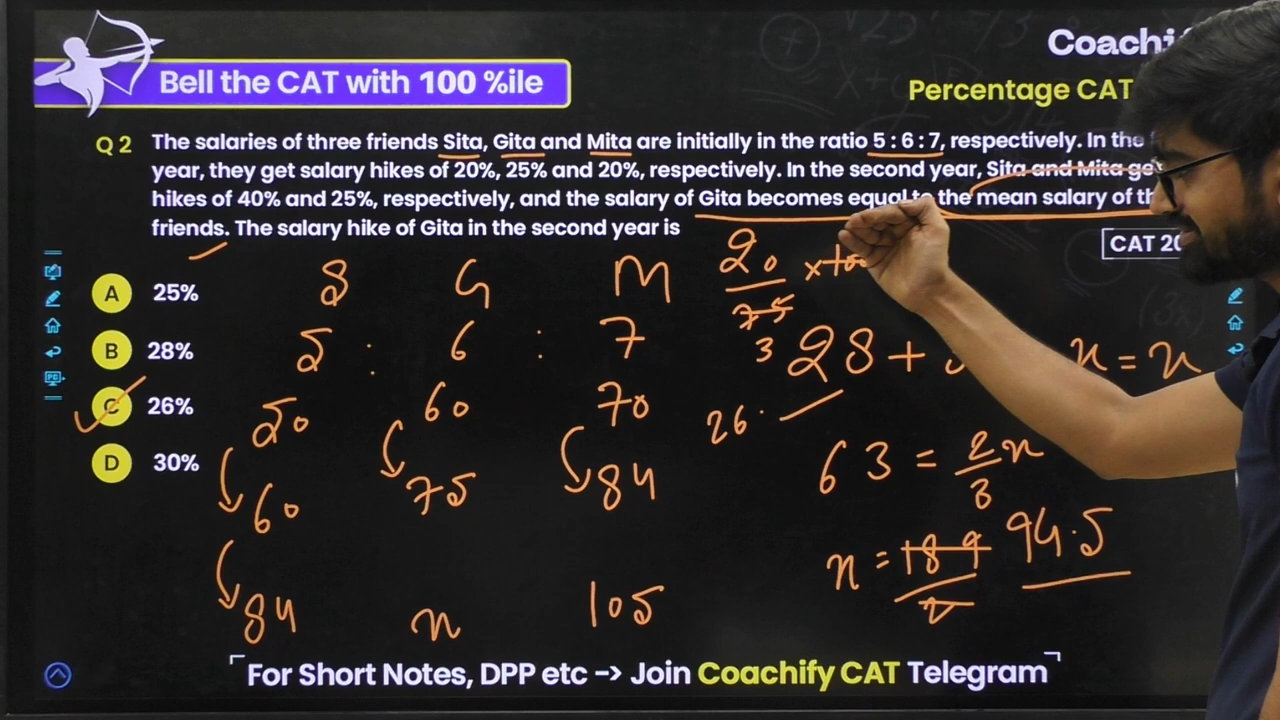 Coachi
Bell the CAT with 100 %ile
Percentage CAT
Q 2 The salaries of three friends Sita, Gita and Mita are initially in the ratio 5 : 6 : 7, respectively. In the
year, they get salary hikes of 20%, 25% and 20%, respectively. In the second year, Sita and Mita ge
hikes of 40% and 25%, respectively, and the salary of Gita becomes equal to the mean salary of th
friends. The salary hike of Gita in the second year is
CAT 20
A 25%
B 28%
C 26%
D 30%
S G M
5 : 6 : 7
50 60 70
60 75 84
84 x 105
20
75
3
26.
28 +
x = x
63 = 2/3 x
x = 189/2 94.5
For Short Notes, DPP etc -> Join Coachify CAT Telegram